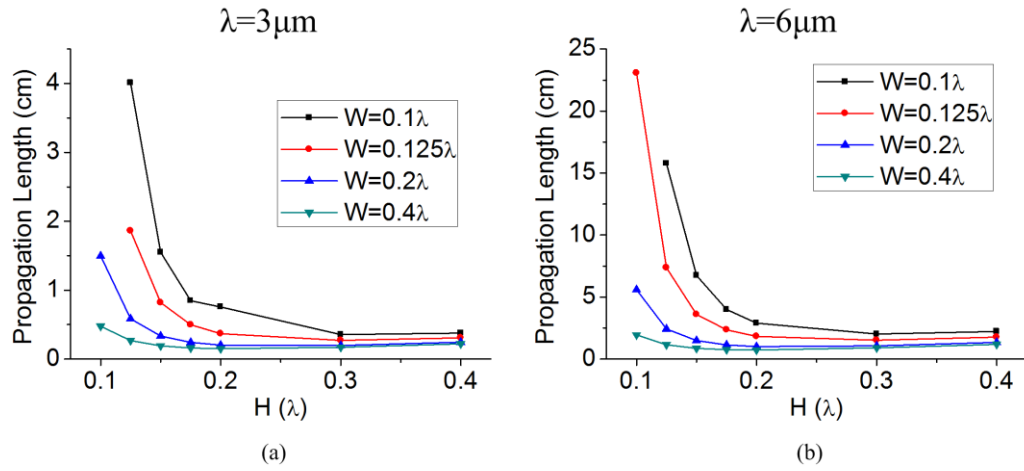 λ=3μm
Propagation Length (cm)
4
3
2
1
0
W=0.1λ
W=0.125λ
W=0.2λ
W=0.4λ
0.1 0.2 0.3 0.4
H (λ)
(a)
λ=6μm
Propagation Length (cm)
25
20
15
10
5
0
W=0.1λ
W=0.125λ
W=0.2λ
W=0.4λ
0.1 0.2 0.3 0.4
H (λ)
(b)